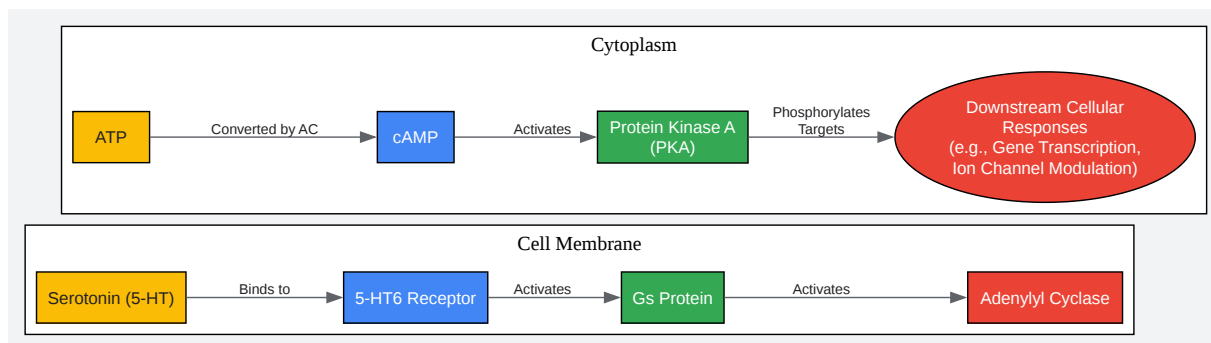 Cytoplasm
ATP
Converted by AC
cAMP
Activates
Protein Kinase A
(PKA)
Phosphorylates
Targets
Downstream Cellular
Responses
(e.g., Gene Transcription,
Ion Channel Modulation)
Cell Membrane
Serotonin (5-HT)
Binds to
5-HT6 Receptor
Activates
Gs Protein
Activates
Adenylyl Cyclase